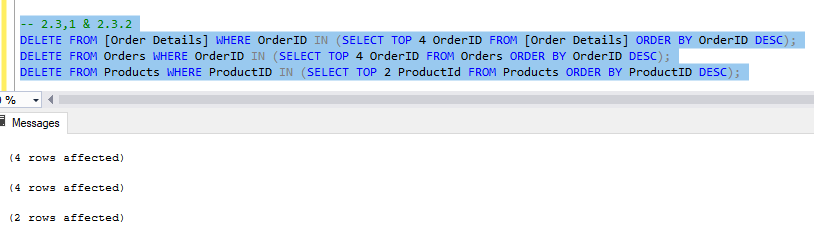 -- 2.3,1 & 2.3.2
DELETE FROM [Order Details] WHERE OrderID IN (SELECT TOP 4 OrderID FROM [Order Details] ORDER BY OrderID DESC);
DELETE FROM Orders WHERE OrderID IN (SELECT TOP 4 OrderID FROM Orders ORDER BY OrderID DESC);
DELETE FROM Products WHERE ProductID IN (SELECT TOP 2 ProductId FROM Products ORDER BY ProductID DESC);
%
Messages
(4 rows affected)
(4 rows affected)
(2 rows affected)